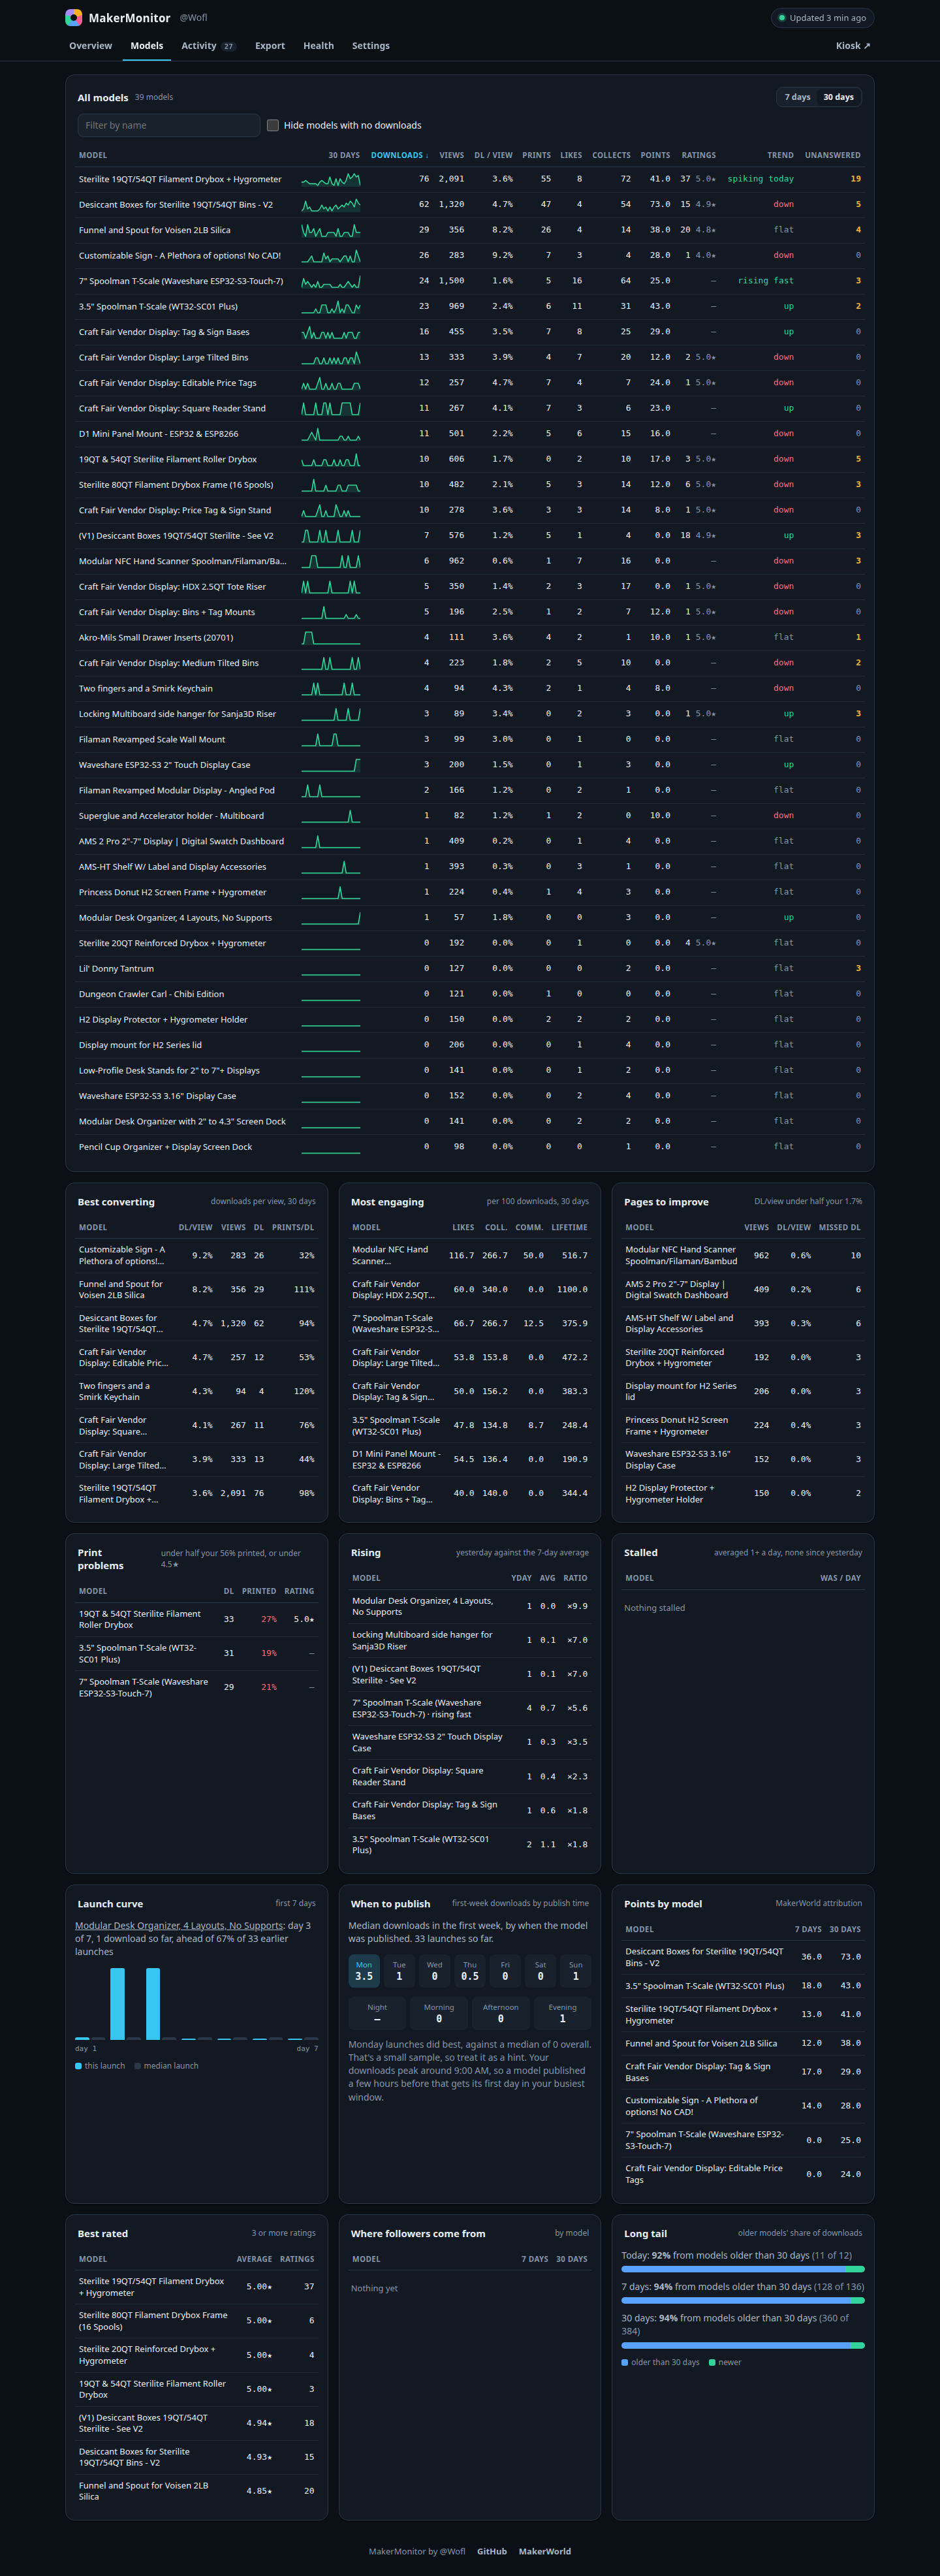 MakerMonitor @Wofl Updated 3 min ago
Overview Models Activity 27 Export Health Settings Kiosk ↗
All models 39 models 7 days 30 days
Filter by name Hide models with no downloads
MODEL 30 DAYS DOWNLOADS ↓ VIEWS DL / VIEW PRINTS LIKES COLLECTS POINTS RATINGS TREND UNANSWERED
Sterilite 19QT/54QT Filament Drybox + Hygrometer 76 2,091 3.6% 55 8 72 41.0 37 5.0★ spiking today 19
Desiccant Boxes for Sterilite 19QT/54QT Bins - V2 62 1,320 4.7% 47 4 54 73.0 15 4.9★ down 5
Funnel and Spout for Voisen 2LB Silica 29 356 8.2% 26 4 14 38.0 20 4.8★ flat 4
Customizable Sign - A Plethora of options! No CAD! 26 283 9.2% 7 3 4 28.0 1 4.0★ down 0
7" Spoolman T-Scale (Waveshare ESP32-S3-Touch-7) 24 1,500 1.6% 5 16 64 25.0 — rising fast 3
3.5" Spoolman T-Scale (WT32-SC01 Plus) 23 969 2.4% 6 11 31 43.0 — up 2
Craft Fair Vendor Display: Tag & Sign Bases 16 455 3.5% 7 8 25 29.0 — up 0
Craft Fair Vendor Display: Large Tilted Bins 13 333 3.9% 4 7 20 12.0 2 5.0★ down 0
Craft Fair Vendor Display: Editable Price Tags 12 257 4.7% 7 4 7 24.0 1 5.0★ down 0
Craft Fair Vendor Display: Square Reader Stand 11 267 4.1% 7 3 6 23.0 — up 0
D1 Mini Panel Mount - ESP32 & ESP8266 11 501 2.2% 5 6 15 16.0 — down 0
19QT & 54QT Sterilite Filament Roller Drybox 10 606 1.7% 0 2 10 17.0 3 5.0★ down 5
Sterilite 80QT Filament Drybox Frame (16 Spools) 10 482 2.1% 5 3 14 12.0 6 5.0★ down 3
Craft Fair Vendor Display: Price Tag & Sign Stand 10 278 3.6% 3 3 14 8.0 1 5.0★ down 0
(V1) Desiccant Boxes 19QT/54QT Sterilite - See V2 7 576 1.2% 5 1 4 0.0 18 4.9★ up 3
Modular NFC Hand Scanner Spoolman/Filaman/Ba... 6 962 0.6% 1 7 16 0.0 — down 3
Craft Fair Vendor Display: HDX 2.5QT Tote Riser 5 350 1.4% 2 3 17 0.0 1 5.0★ down 0
Craft Fair Vendor Display: Bins + Tag Mounts 5 196 2.5% 1 2 7 12.0 1 5.0★ down 0
Akro-Mils Small Drawer Inserts (20701) 4 111 3.6% 4 2 1 10.0 1 5.0★ flat 1
Craft Fair Vendor Display: Medium Tilted Bins 4 223 1.8% 2 5 10 0.0 — down 2
Two fingers and a Smirk Keychain 4 94 4.3% 2 1 4 8.0 — down 0
Locking Multiboard side hanger for Sanja3D Riser 3 89 3.4% 0 2 3 0.0 1 5.0★ up 3
Filaman Revamped Scale Wall Mount 3 99 3.0% 0 1 0 0.0 — flat 0
Waveshare ESP32-S3 2" Touch Display Case 3 200 1.5% 0 1 3 0.0 — up 0
Filaman Revamped Modular Display - Angled Pod 2 166 1.2% 0 2 1 0.0 — flat 0
Superglue and Accelerator holder - Multiboard 1 82 1.2% 1 2 0 10.0 — down 0
AMS 2 Pro 2"-7" Display | Digital Swatch Dashboard 1 409 0.2% 0 1 4 0.0 — flat 0
AMS-HT Shelf W/ Label and Display Accessories 1 393 0.3% 0 3 1 0.0 — flat 0
Princess Donut H2 Screen Frame + Hygrometer 1 224 0.4% 1 4 3 0.0 — flat 0
Modular Desk Organizer, 4 Layouts, No Supports 1 57 1.8% 0 0 3 0.0 — up 0
Sterilite 20QT Reinforced Drybox + Hygrometer 0 192 0.0% 0 1 0 0.0 4 5.0★ flat 0
Lil' Donny Tantrum 0 127 0.0% 0 0 2 0.0 — flat 3
Dungeon Crawler Carl - Chibi Edition 0 121 0.0% 1 0 0 0.0 — flat 0
H2 Display Protector + Hygrometer Holder 0 150 0.0% 2 2 2 0.0 — flat 0
Display mount for H2 Series lid 0 206 0.0% 0 1 4 0.0 — flat 0
Low-Profile Desk Stands for 2" to 7"+ Displays 0 141 0.0% 0 1 2 0.0 — flat 0
Waveshare ESP32-S3 3.16" Display Case 0 152 0.0% 0 2 4 0.0 — flat 0
Modular Desk Organizer with 2" to 4.3" Screen Dock 0 141 0.0% 0 2 2 0.0 — flat 0
Pencil Cup Organizer + Display Screen Dock 0 98 0.0% 0 0 1 0.0 — flat 0
Best converting downloads per view, 30 days
MODEL DL/VIEW VIEWS DL PRINTS/DL
Customizable Sign - A
Plethora of options!... 9.2% 283 26 32%
Funnel and Spout for
Voisen 2LB Silica 8.2% 356 29 111%
Desiccant Boxes for
Sterilite 19QT/54QT... 4.7% 1,320 62 94%
Craft Fair Vendor
Display: Editable Pric... 4.7% 257 12 53%
Two fingers and a
Smirk Keychain 4.3% 94 4 120%
Craft Fair Vendor
Display: Square... 4.1% 267 11 76%
Craft Fair Vendor
Display: Large Tilted... 3.9% 333 13 44%
Sterilite 19QT/54QT
Filament Drybox +... 3.6% 2,091 76 98%
Most engaging per 100 downloads, 30 days
MODEL LIKES COLL. COMM. LIFETIME
Modular NFC Hand
Scanner... 116.7 266.7 50.0 516.7
Craft Fair Vendor
Display: HDX 2.5QT... 60.0 340.0 0.0 1100.0
7" Spoolman T-Scale
(Waveshare ESP32-S... 66.7 266.7 12.5 375.9
Craft Fair Vendor
Display: Large Tilted... 53.8 153.8 0.0 472.2
Craft Fair Vendor
Display: Tag & Sign... 50.0 156.2 0.0 383.3
3.5" Spoolman T-Scale
(WT32-SC01 Plus) 47.8 134.8 8.7 248.4
D1 Mini Panel Mount -
ESP32 & ESP8266 54.5 136.4 0.0 190.9
Craft Fair Vendor
Display: Bins + Tag... 40.0 140.0 0.0 344.4
Pages to improve DL/view under half your 1.7%
MODEL VIEWS DL/VIEW MISSED DL
Modular NFC Hand Scanner
Spoolman/Filaman/Bambud 962 0.6% 10
AMS 2 Pro 2"-7" Display |
Digital Swatch Dashboard 409 0.2% 6
AMS-HT Shelf W/ Label and
Display Accessories 393 0.3% 6
Sterilite 20QT Reinforced
Drybox + Hygrometer 192 0.0% 3
Display mount for H2 Series
lid 206 0.0% 3
Princess Donut H2 Screen
Frame + Hygrometer 224 0.4% 3
Waveshare ESP32-S3 3.16"
Display Case 152 0.0% 3
H2 Display Protector +
Hygrometer Holder 150 0.0% 2
Print
problems
under half your 56% printed, or under
4.5★
MODEL DL PRINTED RATING
19QT & 54QT Sterilite Filament
Roller Drybox 33 27% 5.0★
3.5" Spoolman T-Scale (WT32-
SC01 Plus) 31 19% —
7" Spoolman T-Scale (Waveshare
ESP32-S3-Touch-7) 29 21% —
Rising yesterday against the 7-day average
MODEL YDAY AVG RATIO
Modular Desk Organizer, 4 Layouts,
No Supports 1 0.0 ×9.9
Locking Multiboard side hanger for
Sanja3D Riser 1 0.1 ×7.0
(V1) Desiccant Boxes 19QT/54QT
Sterilite - See V2 1 0.1 ×7.0
7" Spoolman T-Scale (Waveshare
ESP32-S3-Touch-7) · rising fast 4 0.7 ×5.6
Waveshare ESP32-S3 2" Touch Display
Case 1 0.3 ×3.5
Craft Fair Vendor Display: Square
Reader Stand 1 0.4 ×2.3
Craft Fair Vendor Display: Tag & Sign
Bases 1 0.6 ×1.8
3.5" Spoolman T-Scale (WT32-SC01
Plus) 2 1.1 ×1.8
Stalled averaged 1+ a day, none since yesterday
MODEL WAS / DAY
Nothing stalled
Launch curve first 7 days
Modular Desk Organizer, 4 Layouts, No Supports: day 3
of 7, 1 download so far, ahead of 67% of 33 earlier
launches
day 1 day 7
this launch median launch
When to publish first-week downloads by publish time
Median downloads in the first week, by when the model
was published. 33 launches so far.
Mon Tue Wed Thu Fri Sat Sun
3.5 1 0 0.5 0 0 1
Night Morning Afternoon Evening
— 0 0 1
Monday launches did best, against a median of 0 overall.
That's a small sample, so treat it as a hint. Your
downloads peak around 9:00 AM, so a model published
a few hours before that gets its first day in your busiest
window.
Points by model MakerWorld attribution
MODEL 7 DAYS 30 DAYS
Desiccant Boxes for Sterilite 19QT/54QT
Bins - V2 36.0 73.0
3.5" Spoolman T-Scale (WT32-SC01 Plus) 18.0 43.0
Sterilite 19QT/54QT Filament Drybox +
Hygrometer 13.0 41.0
Funnel and Spout for Voisen 2LB Silica 12.0 38.0
Craft Fair Vendor Display: Tag & Sign
Bases 17.0 29.0
Customizable Sign - A Plethora of
options! No CAD! 14.0 28.0
7" Spoolman T-Scale (Waveshare ESP32-
S3-Touch-7) 0.0 25.0
Craft Fair Vendor Display: Editable Price
Tags 0.0 24.0
Best rated 3 or more ratings
MODEL AVERAGE RATINGS
Sterilite 19QT/54QT Filament Drybox
+ Hygrometer 5.00★ 37
Sterilite 80QT Filament Drybox Frame
(16 Spools) 5.00★ 6
Sterilite 20QT Reinforced Drybox +
Hygrometer 5.00★ 4
19QT & 54QT Sterilite Filament Roller
Drybox 5.00★ 3
(V1) Desiccant Boxes 19QT/54QT
Sterilite - See V2 4.94★ 18
Desiccant Boxes for Sterilite
19QT/54QT Bins - V2 4.93★ 15
Funnel and Spout for Voisen 2LB
Silica 4.85★ 20
Where followers come from by model
MODEL 7 DAYS 30 DAYS
Nothing yet
Long tail older models' share of downloads
Today: 92% from models older than 30 days (11 of 12)
7 days: 94% from models older than 30 days (128 of 136)
30 days: 94% from models older than 30 days (360 of
384)
older than 30 days newer
MakerMonitor by @Wofl GitHub MakerWorld